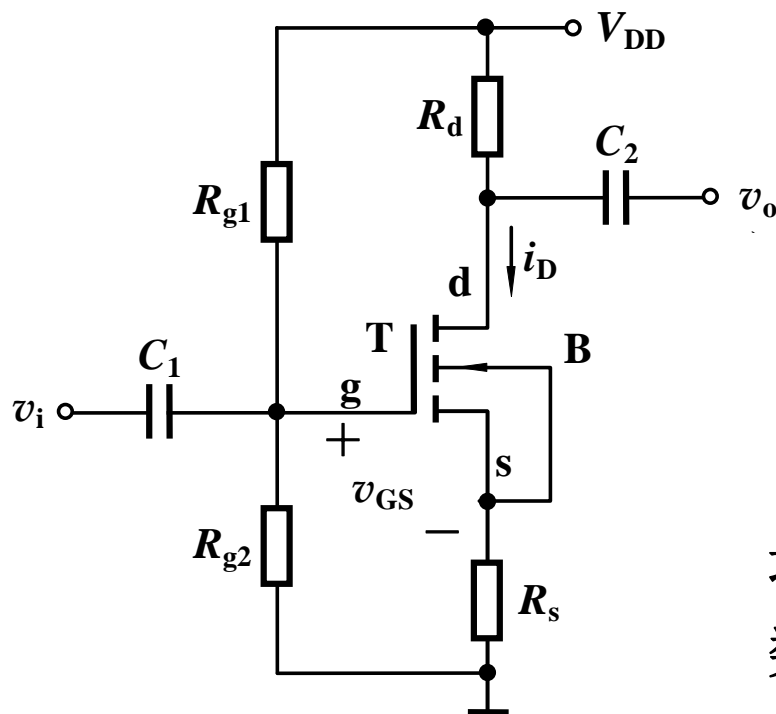 V_DD
R_d
C_2
v_o
R_g1
i_D
d
T
B
C_1
v_i
g
+
s
v_GS
−
R_g2
R_s